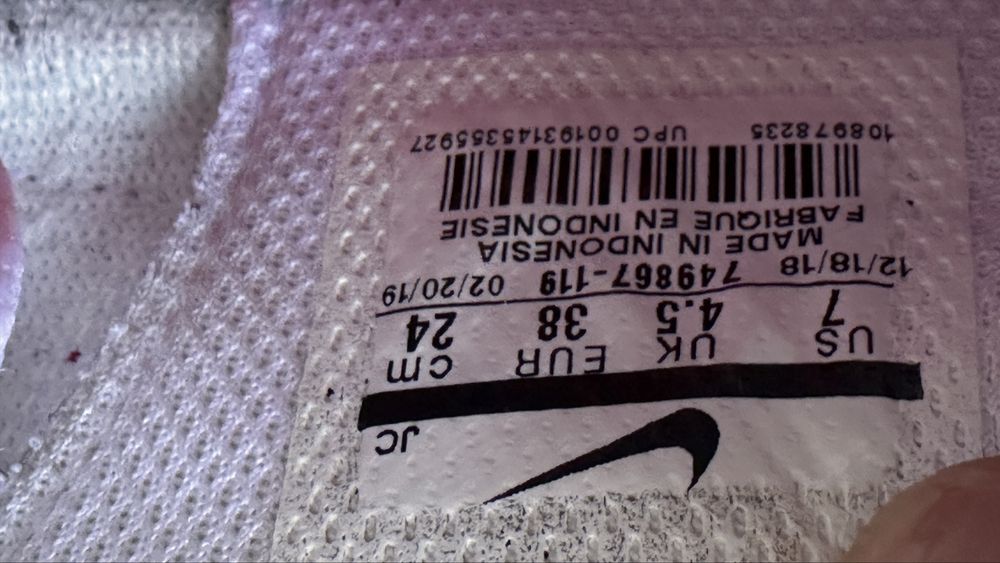 JC
US UK EUR cm
7 4.5 38 24
12/18/18 749867-119 02/20/19
MADE IN INDONESIA
FABRIQUE EN INDONESIE
108978235 UPC 00193145355927